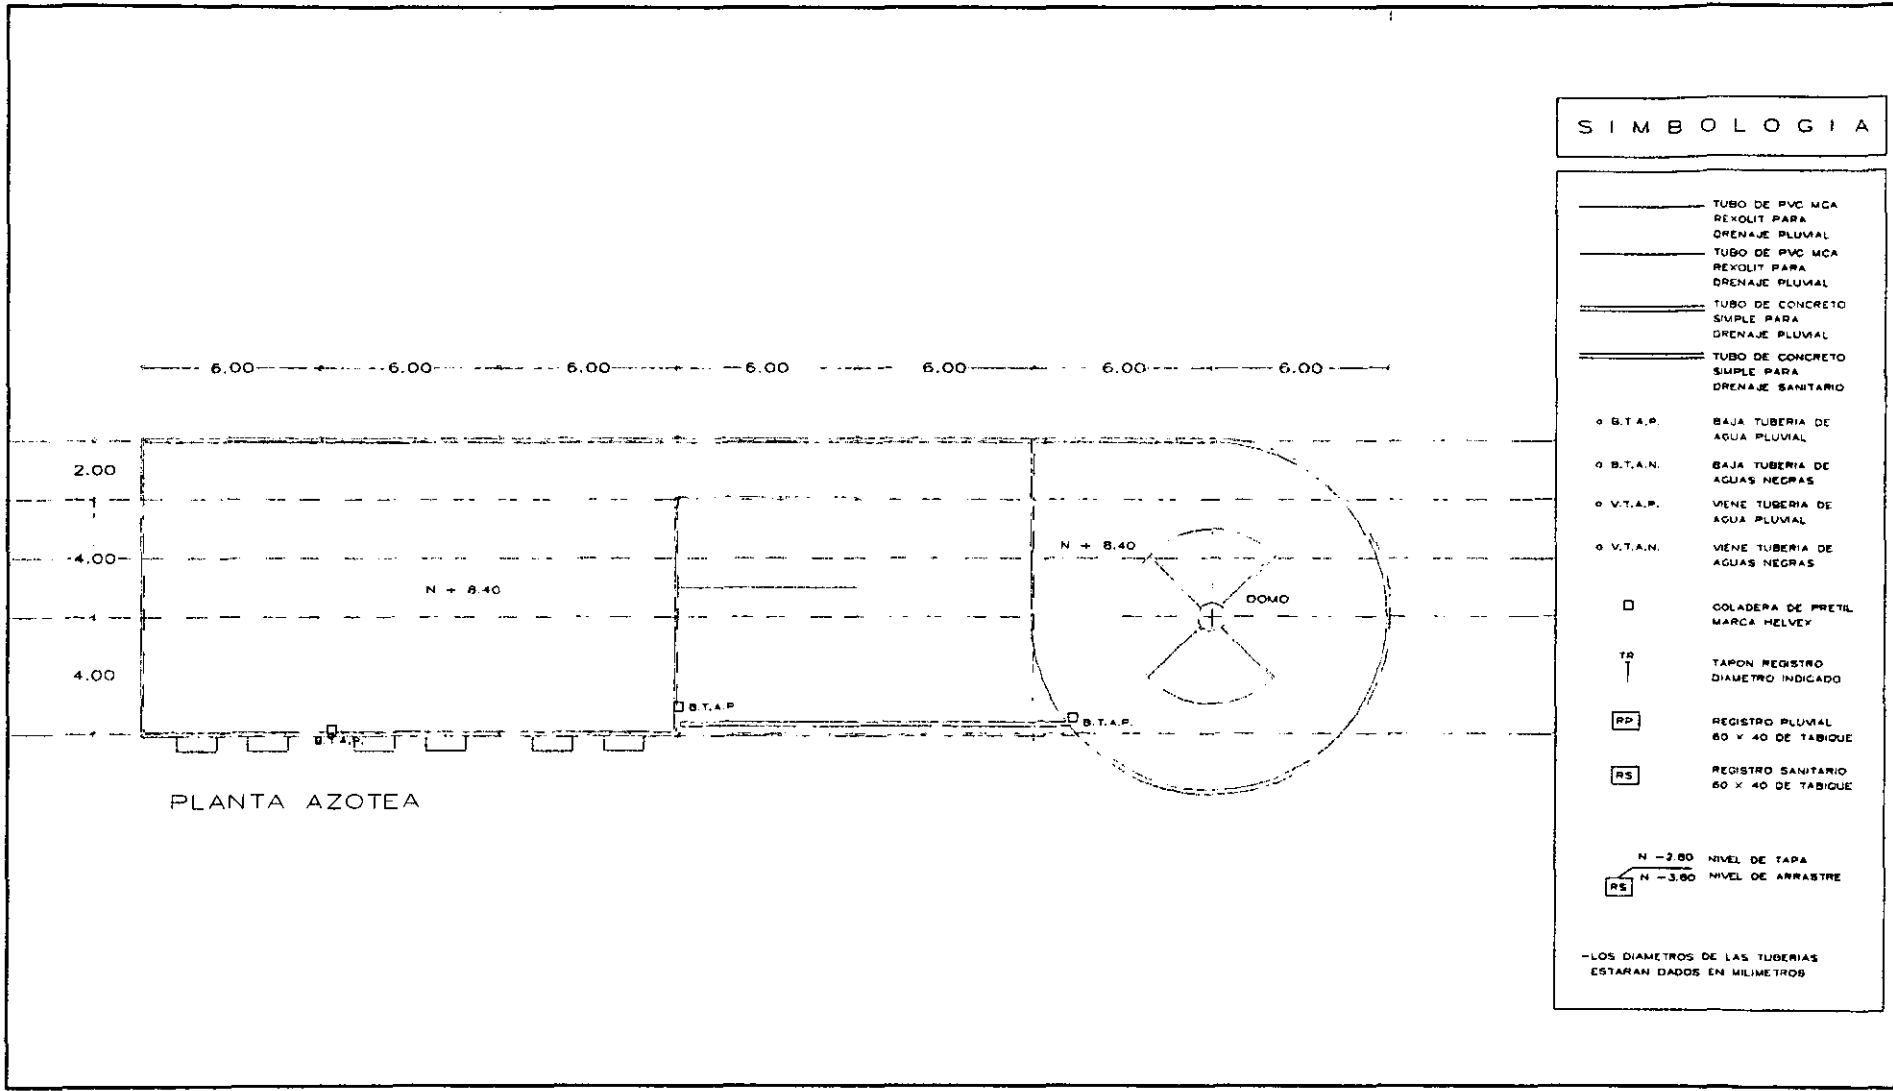 SIMBOLOGIA
TUBO DE PVC MCA
REXOLIT PARA
DRENAJE PLUVIAL
TUBO DE PVC MCA
REXOLIT PARA
DRENAJE PLUVIAL
TUBO DE CONCRETO
SIMPLE PARA
DRENAJE PLUVIAL
TUBO DE CONCRETO
SIMPLE PARA
DRENAJE SANITARIO
B.T.A.P. BAJA TUBERIA DE
AGUA PLUVIAL
B.T.A.N. BAJA TUBERIA DE
AGUAS NEGRAS
V.T.A.P. VIENE TUBERIA DE
AGUA PLUVIAL
V.T.A.N. VIENE TUBERIA DE
AGUAS NEGRAS
COLADERA DE PRETIL
MARCA HELVEX
TR TAPON REGISTRO
DIAMETRO INDICADO
RP REGISTRO PLUVIAL
60 X 40 DE TABIQUE
RS REGISTRO SANITARIO
60 X 40 DE TABIQUE
N -2.80 NIVEL DE TAPA
RS N -3.80 NIVEL DE ARRASTRE
-LOS DIAMETROS DE LAS TUBERIAS
ESTARAN DADOS EN MILIMETROS
6.00 6.00 6.00 6.00 6.00 6.00 6.00
2.00
4.00
4.00
N + 8.40
N + 8.40
DOMO
B.T.A.P
B.T.A.P.
B.T.A.P.
PLANTA AZOTEA